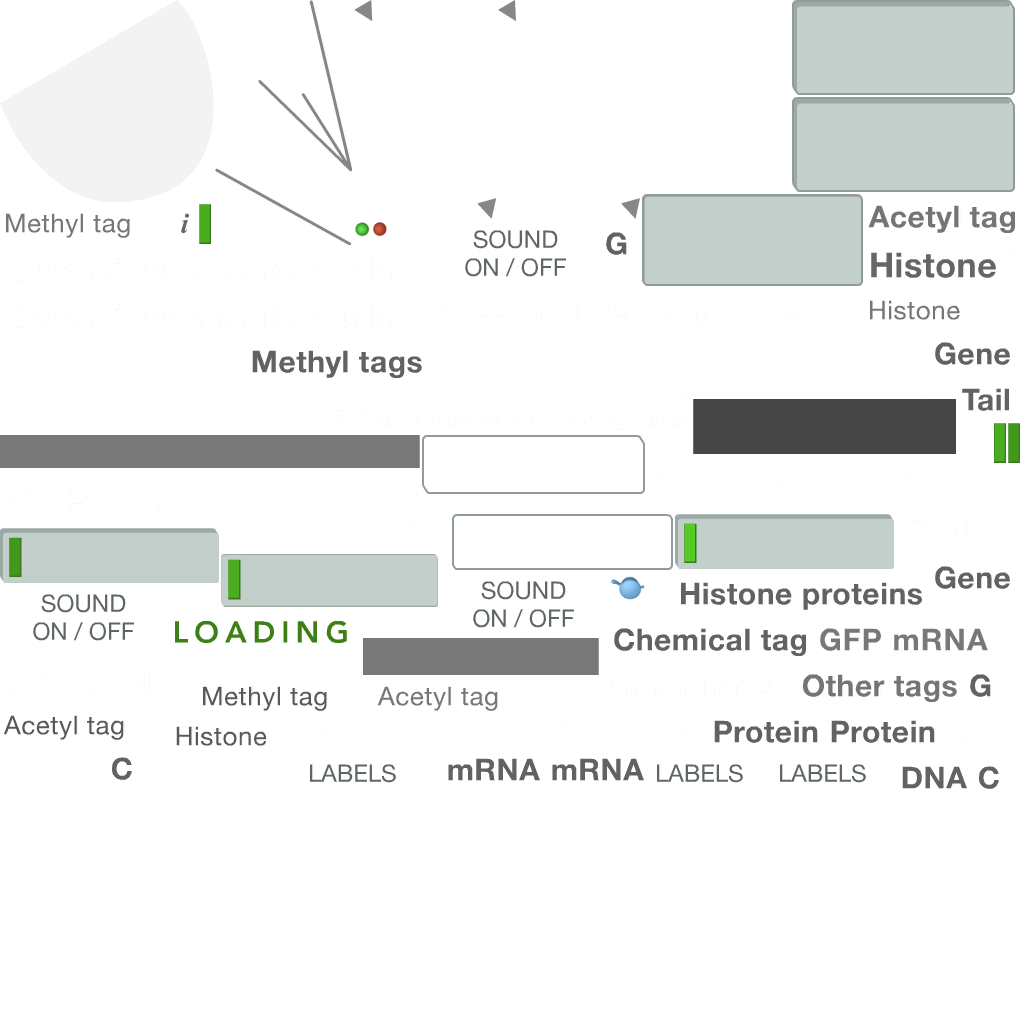 Methyl tag
i
SOUND
ON / OFF
G
Acetyl tag
Histone
Histone
Methyl tags
Gene
Tail
SOUND
ON / OFF
LOADING
SOUND
ON / OFF
Histone proteins
Gene
Chemical tag GFP mRNA
Methyl tag
Acetyl tag
Other tags G
Acetyl tag
Histone
Protein Protein
C
LABELS
mRNA mRNA
LABELS
LABELS
DNA C